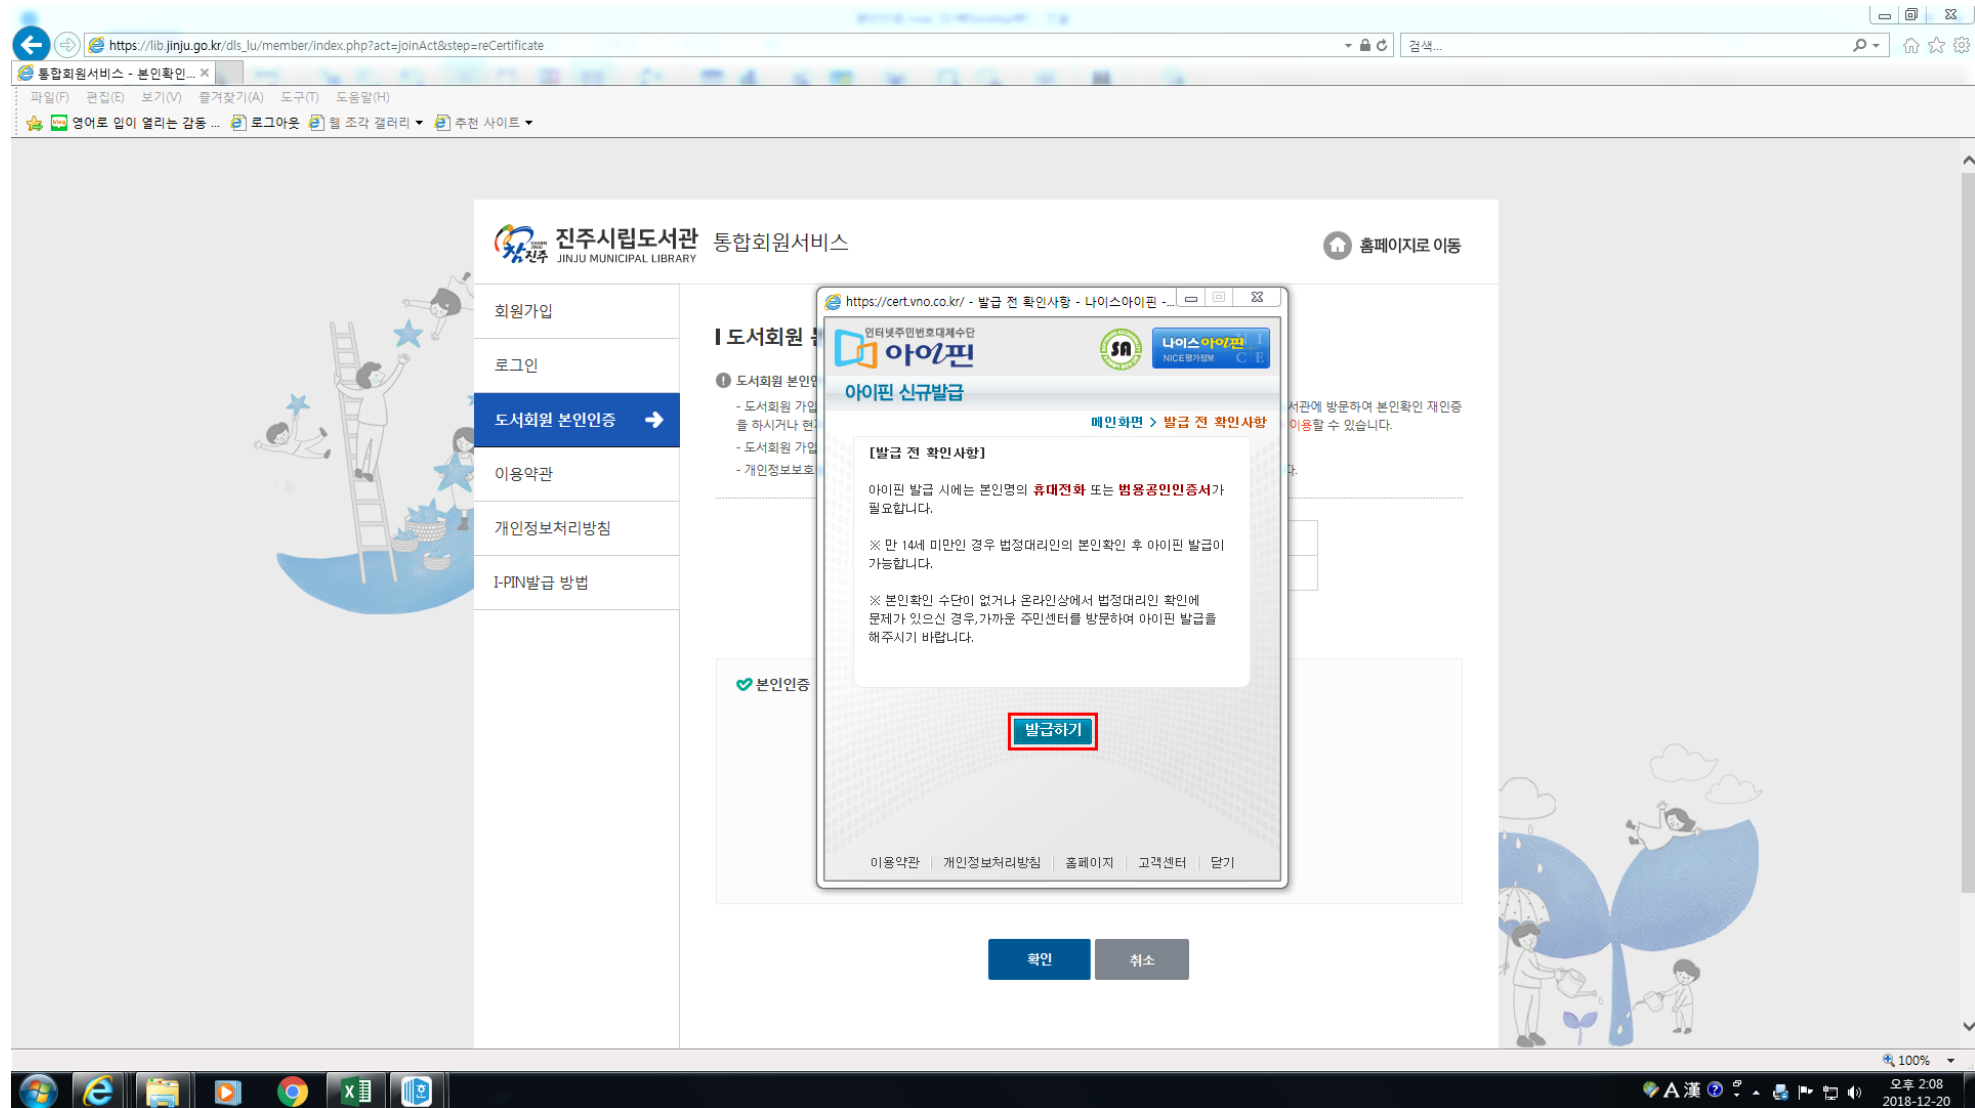 https://lib.jinju.go.kr/dls_lu/member/index.php?act=joinAct&step=reCertificate
검색...
통합회원서비스 - 본인확인...
파일(F) 편집(E) 보기(V) 즐겨찾기(A) 도구(T) 도움말(H)
영어로 입이 열리는 감동 ... 로그아웃 웹 조각 갤러리 추천 사이트
참진주 진주시립도서관 통합회원서비스
JINJU MUNICIPAL LIBRARY
홈페이지로 이동
회원가입
로그인
도서회원 본인인증
이용약관
개인정보처리방침
I-PIN발급 방법
도서회원
도서회원 본인인
- 도서회원 가입
서관에 방문하여 본인확인 재인증
을 하시거나 현
이용할 수 있습니다.
- 도서회원 가입
- 개인정보보호
다.
본인인증
https://cert.vno.co.kr/ - 발급 전 확인사항 - 나이스아이핀 -...
인터넷주민번호대체수단
아이핀
SA
나이스아이핀
NICE평가정보
NICE
아이핀 신규발급
메인화면 > 발급 전 확인사항
[발급 전 확인사항]
아이핀 발급 시에는 본인명의 휴대전화 또는 범용공인인증서가
필요합니다.
※ 만 14세 미만인 경우 법정대리인의 본인확인 후 아이핀 발급이
가능합니다.
※ 본인확인 수단이 없거나 온라인상에서 법정대리인 확인에
문제가 있으신 경우,가까운 주민센터를 방문하여 아이핀 발급을
해주시기 바랍니다.
발급하기
이용약관 | 개인정보처리방침 | 홈페이지 | 고객센터 | 닫기
확인
취소
100%
A 漢
오후 2:08
2018-12-20